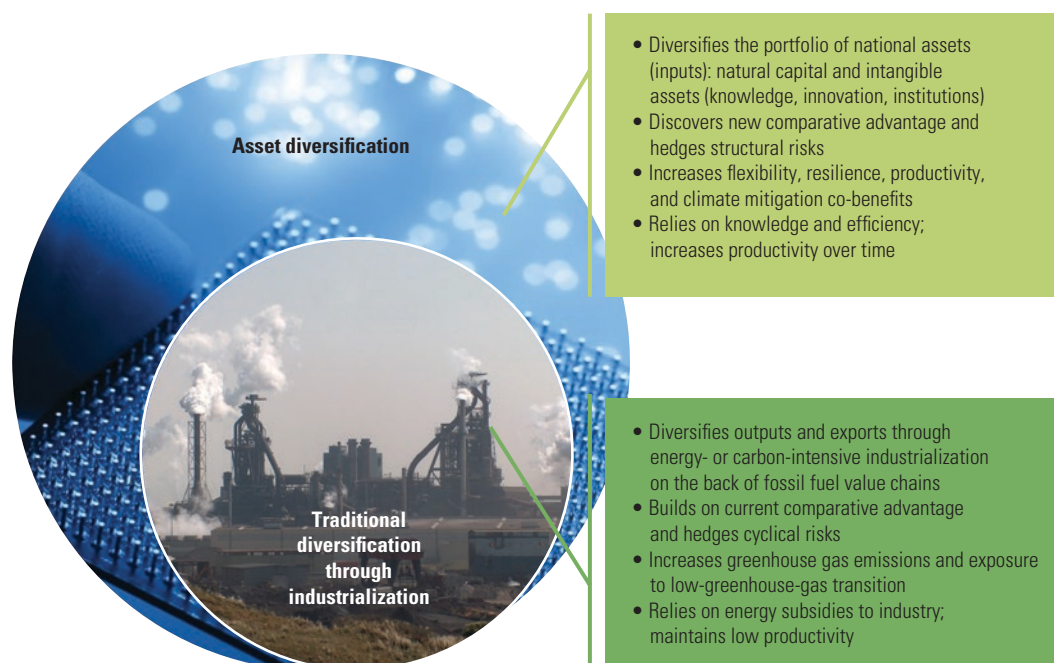 Asset diversification
• Diversifies the portfolio of national assets
(inputs): natural capital and intangible
assets (knowledge, innovation, institutions)
• Discovers new comparative advantage and
hedges structural risks
• Increases flexibility, resilience, productivity,
and climate mitigation co-benefits
• Relies on knowledge and efficiency;
increases productivity over time
Traditional
diversification
through
industrialization
• Diversifies outputs and exports through
energy- or carbon-intensive industrialization
on the back of fossil fuel value chains
• Builds on current comparative advantage
and hedges cyclical risks
• Increases greenhouse gas emissions and exposure
to low-greenhouse-gas transition
• Relies on energy subsidies to industry;
maintains low productivity